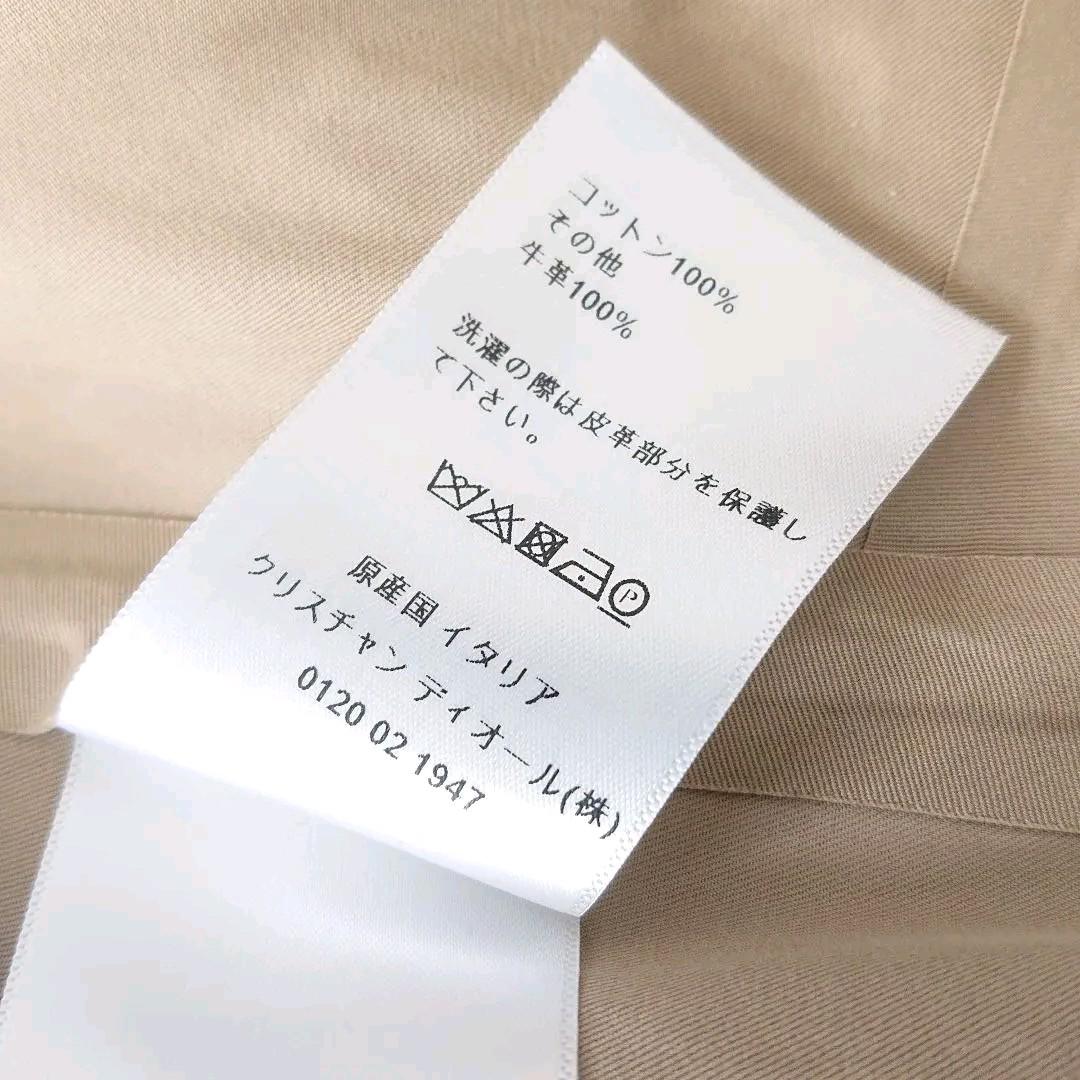 コットン100%
その他
牛革100%
洗濯の際は皮革部分を保護し
て下さい。
P
原産国 イタリア
クリスチャン ディオール(株)
0120 02 1947